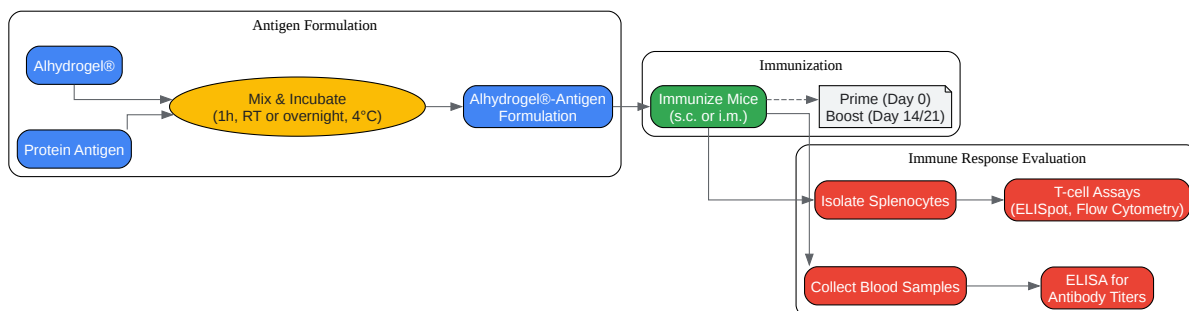 Antigen Formulation
Alhydrogel®
Protein Antigen
Mix & Incubate
(1h, RT or overnight, 4°C)
Alhydrogel®-Antigen
Formulation
Immunization
Immunize Mice
(s.c. or i.m.)
Prime (Day 0)
Boost (Day 14/21)
Immune Response Evaluation
Isolate Splenocytes
T-cell Assays
(ELISpot, Flow Cytometry)
Collect Blood Samples
ELISA for
Antibody Titers